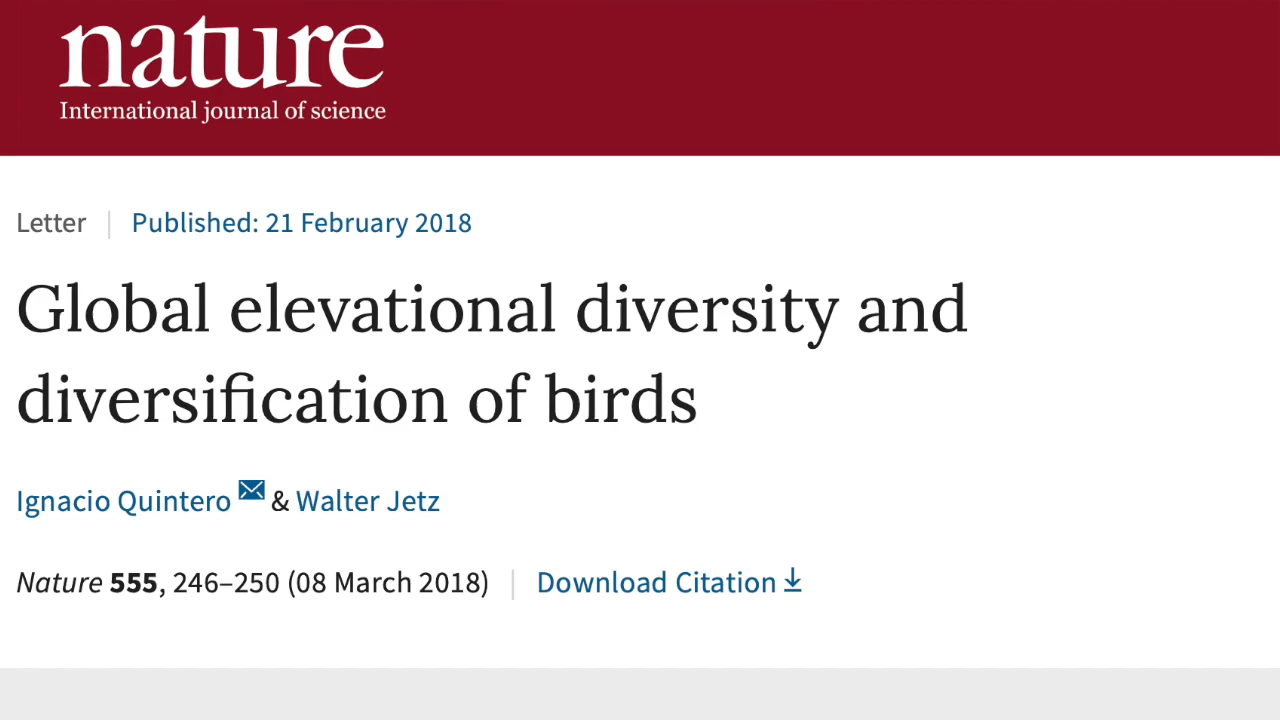 nature
International journal of science
Letter | Published: 21 February 2018
Global elevational diversity and
diversification of birds
Ignacio Quintero & Walter Jetz
Nature 555, 246–250 (08 March 2018) | Download Citation